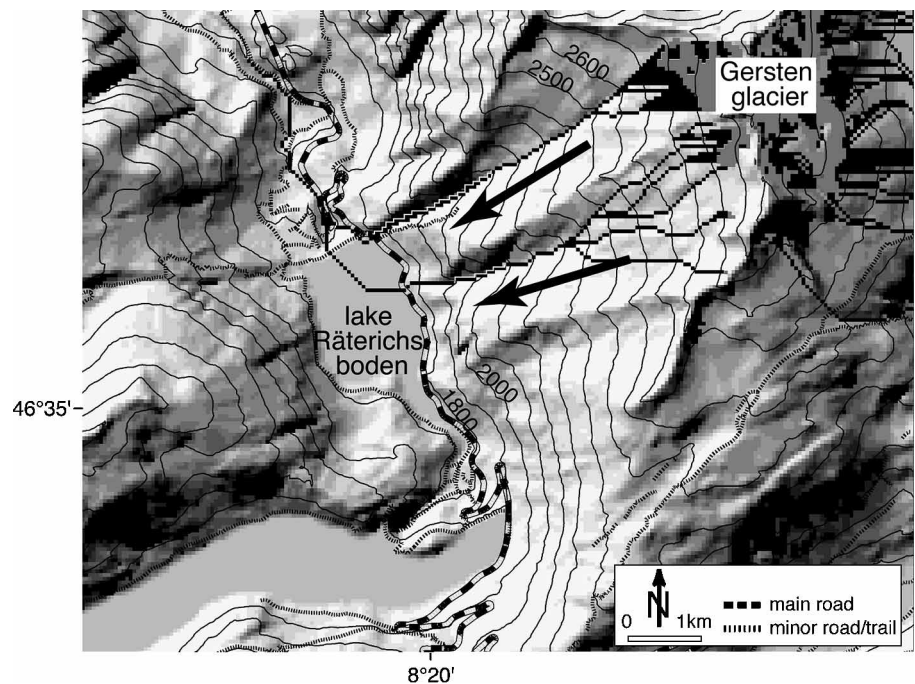 2600
2500
Gersten
glacier
lake
Räterichs
boden
2000
1800
46°35'
N
0 1km
main road
minor road/trail
8°20'